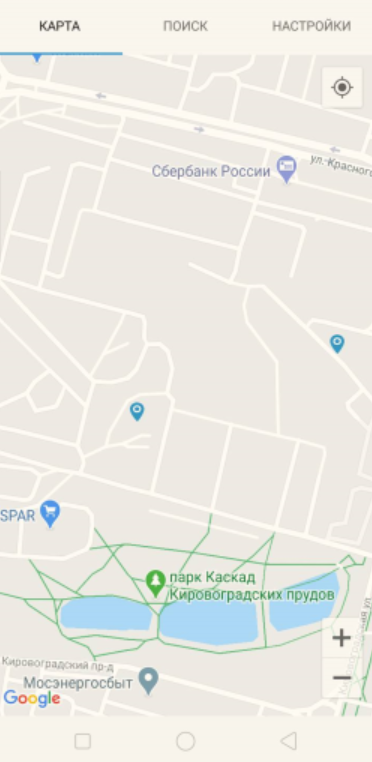 КАРТА
ПОИСК
НАСТРОЙКИ
Сбербанк России
ул. Красного
SPAR
парк Каскад
Кировоградских прудов
Кировоградский пр-д
Мосэнергосбыт
Google